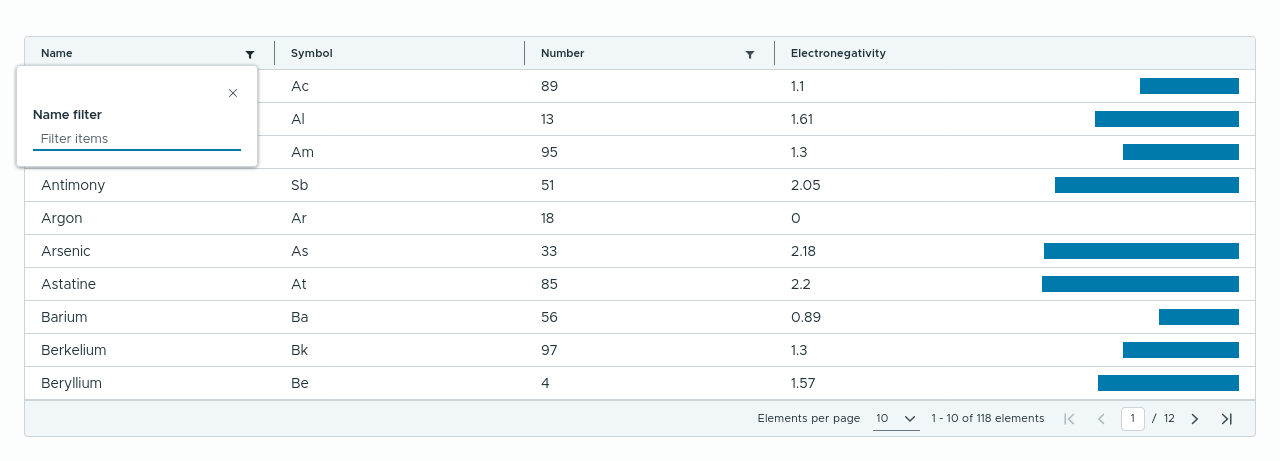 Name Symbol Number Electronegativity
Ac 89 1.1
Name filter
Filter items
Al 13 1.61
Am 95 1.3
Antimony Sb 51 2.05
Argon Ar 18 0
Arsenic As 33 2.18
Astatine At 85 2.2
Barium Ba 56 0.89
Berkelium Bk 97 1.3
Beryllium Be 4 1.57
Elements per page 10 1 - 10 of 118 elements 1 / 12